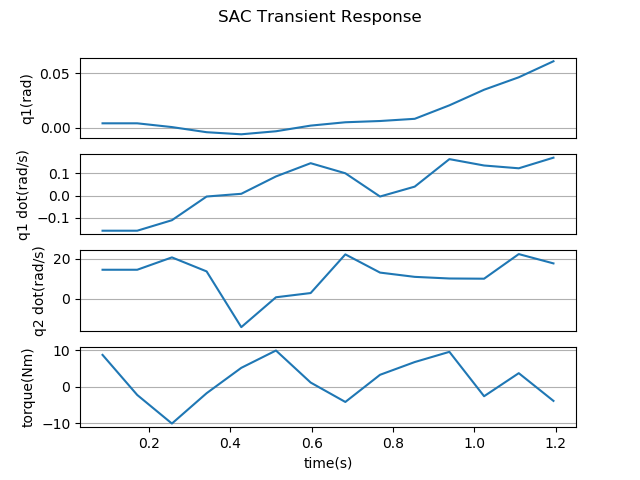 SAC Transient Response
q1(rad)
0.05
0.00
q1 dot(rad/s)
0.1
0.0
−0.1
q2 dot(rad/s)
20
0
torque(Nm)
10
0
−10
0.2 0.4 0.6 0.8 1.0 1.2
time(s)